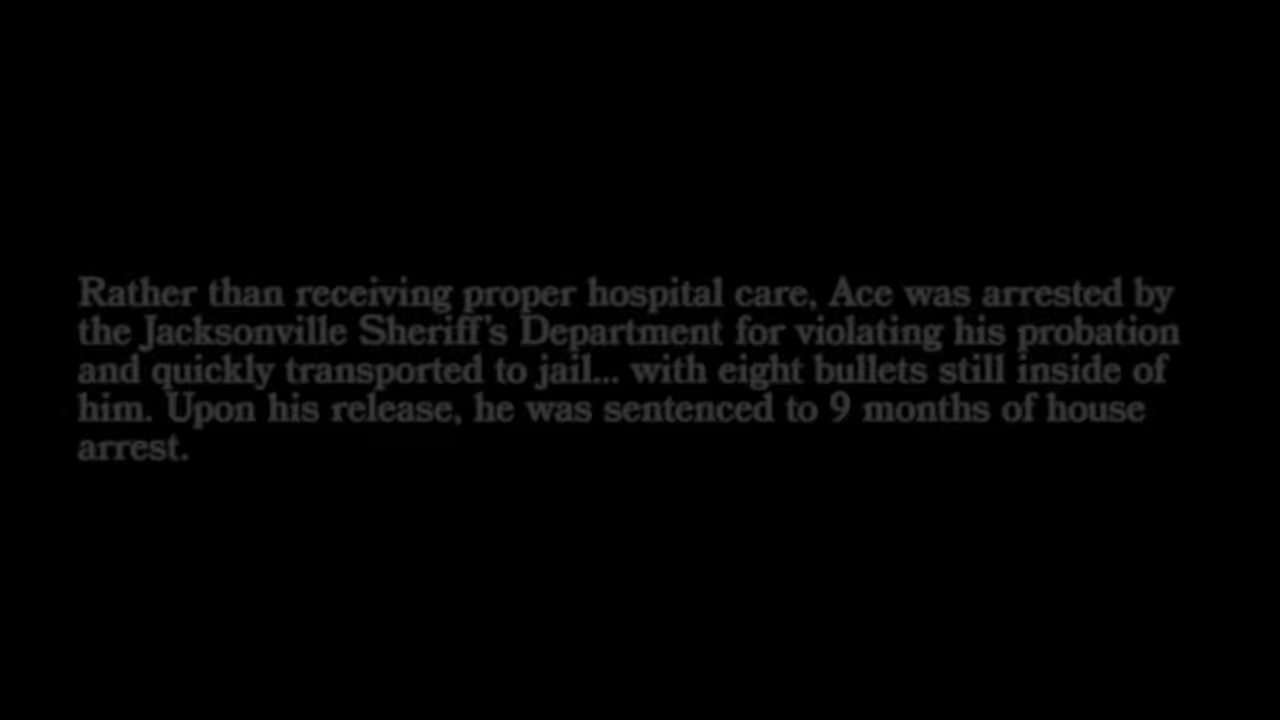 Rather than receiving proper hospital care, Ace was arrested by
the Jacksonville Sheriff's Department for violating his probation
and quickly transported to jail... with eight bullets still inside of
him. Upon his release, he was sentenced to 9 months of house
arrest.